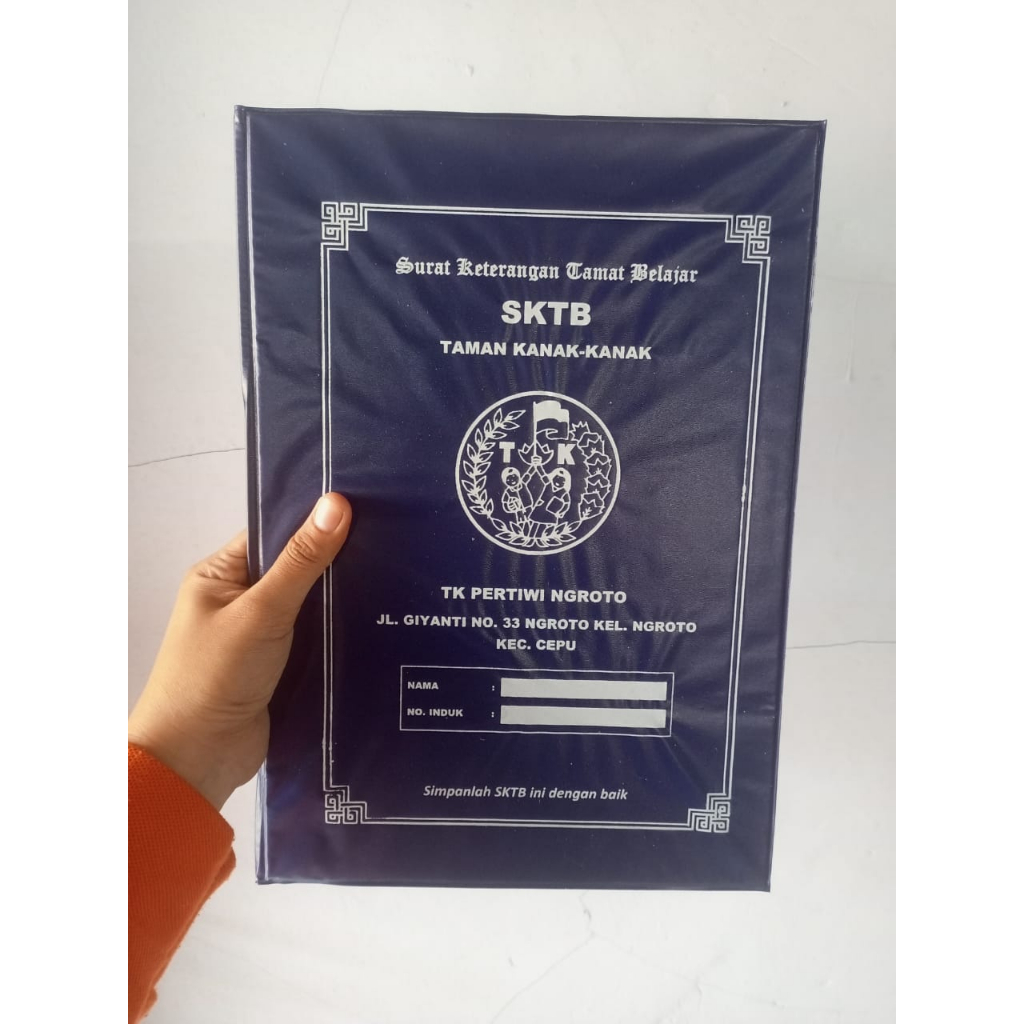 Surat Keterangan Tamat Belajar
SKTB
TAMAN KANAK-KANAK
T K
TK PERTIWI NGROTO
JL. GIYANTI NO. 33 NGROTO KEL. NGROTO
KEC. CEPU
NAMA :
NO. INDUK :
Simpanlah SKTB ini dengan baik